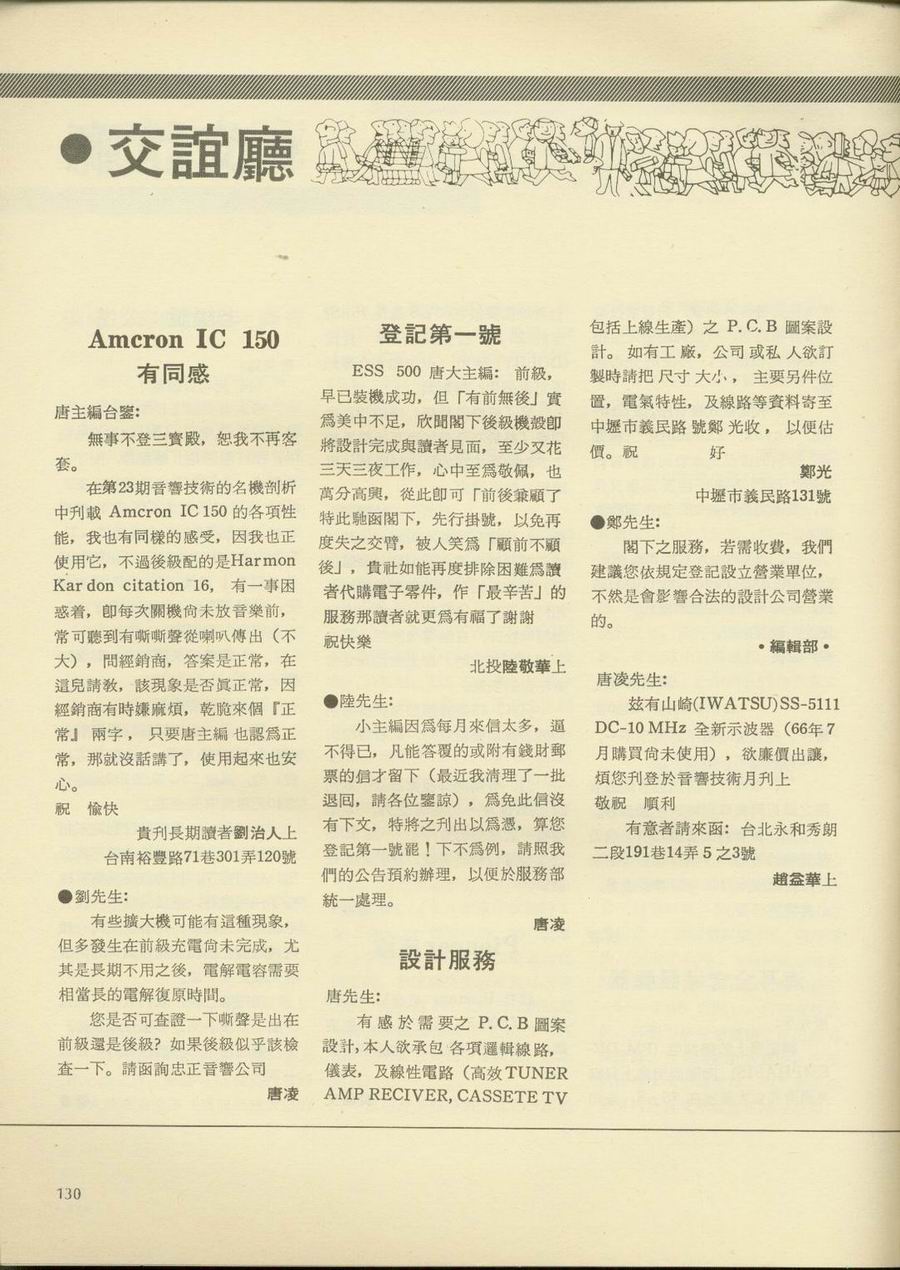 ●交誼廳
Amcron IC 150
有同感
唐主編台鑒：
無事不登三寶殿，恕我不再客
套。
在第23期音響技術的名機剖析
中刋載 Amcron IC 150 的各項性
能，我也有同樣的感受，因我也正
使用它，不過後級配的是Harmon
Kar don citation 16， 有一事困
惑着，卽每次關機尙未放音樂前，
常可聽到有嘶嘶聲從喇叭傳出（不
大），問經銷商，答案是正常，在
這兒請敎，該現象是否眞正常，因
經銷商有時嫌麻煩，乾脆來個『正
常』 兩字 ， 只要唐主編 也認爲正
常，那就沒話講了，使用起來也安
心。
祝　愉快
貴刋長期讀者劉治人上
台南裕豐路71巷301弄120號
●劉先生：
有些擴大機可能有這種現象，
但多發生在前級充電尙未完成，尤
其是長期不用之後，電解電容需要
相當長的電解復原時間。
您是否可查證一下嘶聲是出在
前級還是後級？如果後級似乎該檢
查一下。請函詢忠正音響公司
唐凌
登記第一號
ESS 500 唐大主編： 前級，
早已裝機成功，但「有前無後」實
爲美中不足，欣聞閣下後級機殼卽
將設計完成與讀者見面，至少又花
三天三夜工作，心中至爲敬佩，也
萬分高興，從此卽可「前後兼顧了
特此馳函閣下，先行掛號，以免再
度失之交臂，被人笑爲「顧前不顧
後」，貴社如能再度排除困難爲讀
者代購電子零件，作「最辛苦」的
服務那讀者就更爲有福了謝謝
祝快樂
北投陸敬華上
●陸先生：
小主編因爲每月來信太多，逼
不得已，凡能答覆的或附有錢財郵
票的信才留下（最近我清理了一批
退囘，請各位鑒諒），爲免此信沒
有下文，特將之刋出以爲憑，算您
登記第一號罷！下不爲例，請照我
們的公告預約辦理，以便於服務部
統一處理。
唐凌
設計服務
唐先生：
有 感 於 需 要之 P. C. B 圖案
設計，本人欲承包 各項邏輯線路，
儀表，及線性電路（高效TUNER
AMP RECIVER, CASSETE TV
包括上線生產）之 P. C. B 圖案設
計。 如有工 廠，公司 或私 人欲訂
製時請把 尺寸 大小 ， 主要另件位
置，電氣特性，及線路等資料寄至
中壢市義民路 號鄭 光收 ， 以便估
價。祝　　　好
鄭光
中壢市義民路131號
●鄭先生：
閣下之服務，若需收費，我們
建議您依規定登記設立營業單位，
不然是會影響合法的設計公司營業
的。
•編輯部•
唐凌先生：
玆有山崎(IWATSU)SS-5111
DC-10 MHz 全新示波器（66年7
月購買尙未使用），欲廉價出讓，
煩您刋登於音響技術月刋上
敬祝　順利
有意者請來函：台北永和秀朗
二段191巷14弄 5 之3號
趙益華上
130